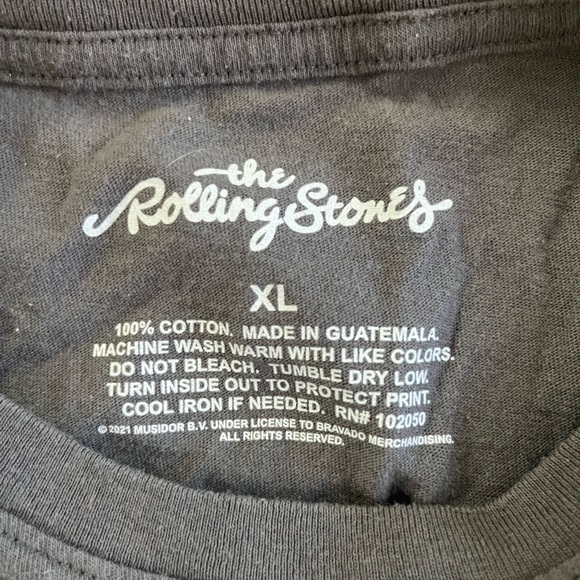 the
Rolling Stones
XL
100% COTTON. MADE IN GUATEMALA.
MACHINE WASH WARM WITH LIKE COLORS.
DO NOT BLEACH. TUMBLE DRY LOW.
TURN INSIDE OUT TO PROTECT PRINT.
COOL IRON IF NEEDED. RN# 102050
© 2021 MUSIDOR B.V. UNDER LICENSE TO BRAVADO MERCHANDISING.
ALL RIGHTS RESERVED.